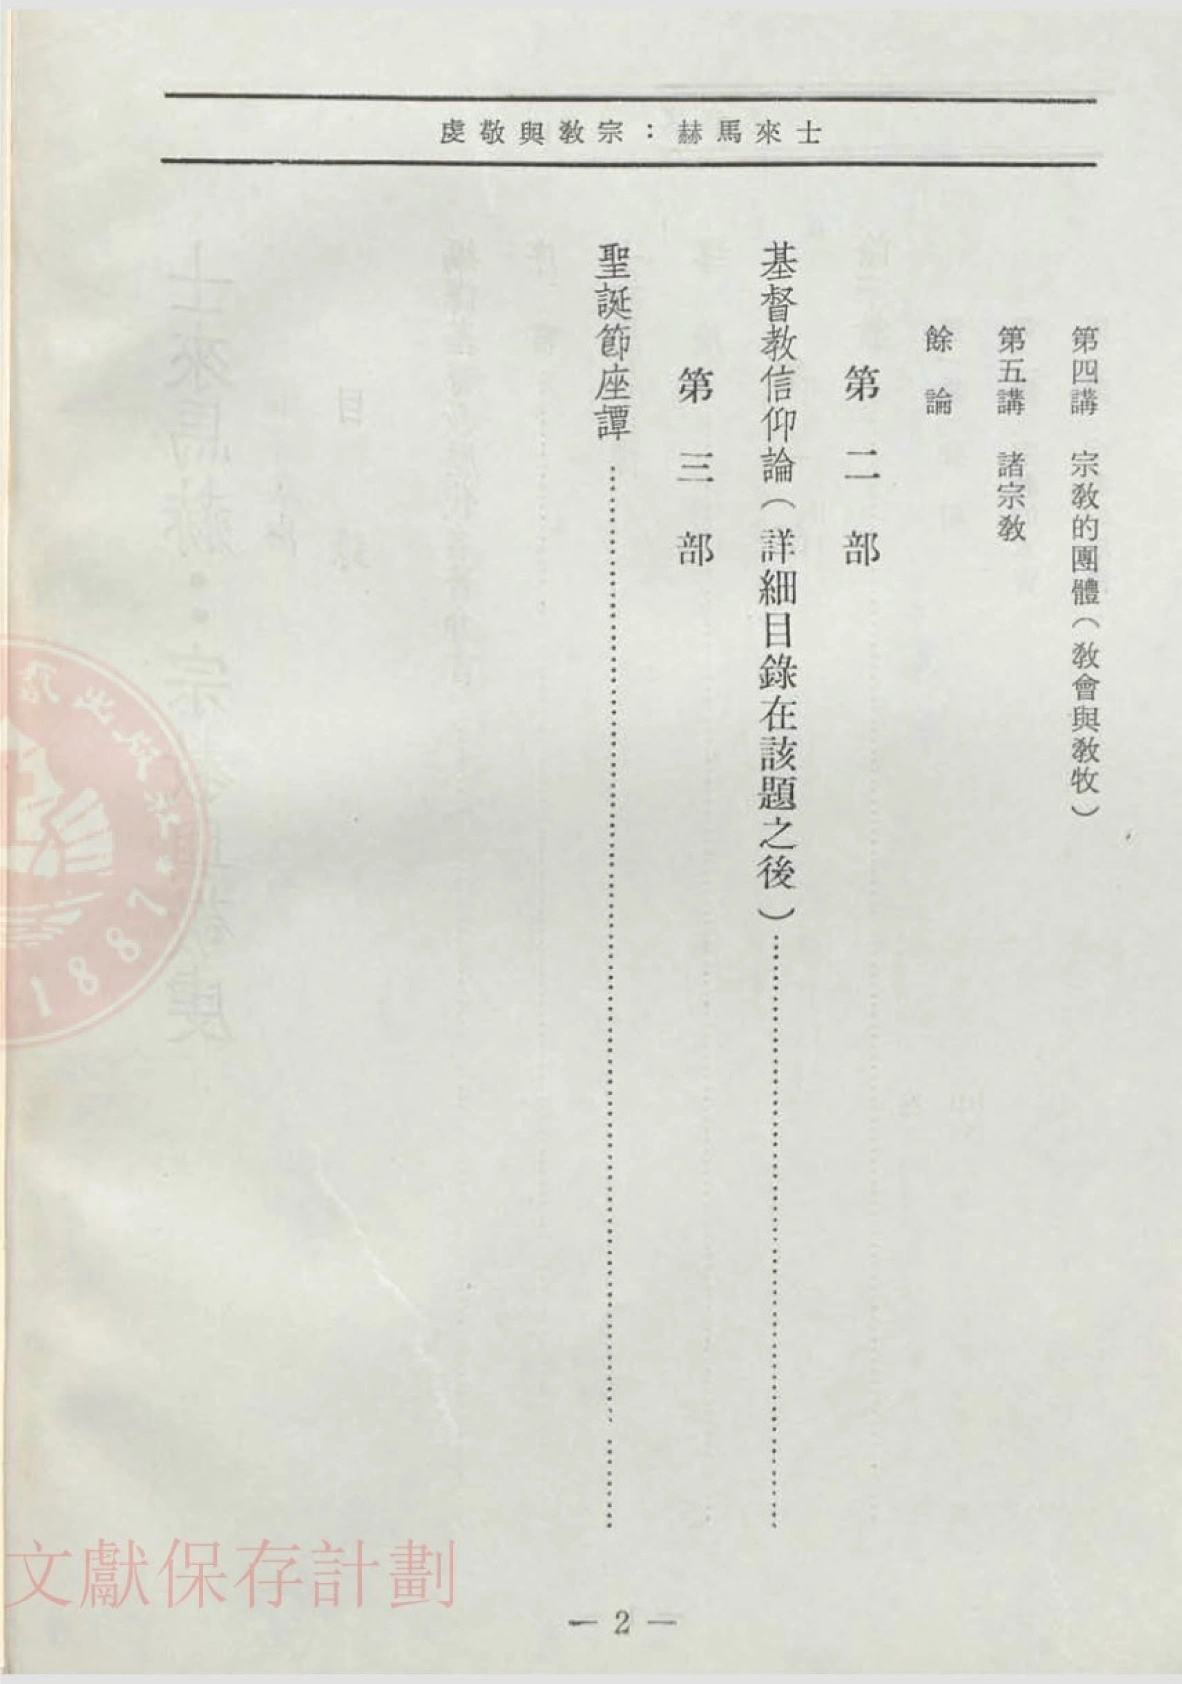 士來馬赫：宗教與敬虔
第四講　宗教的團體（教會與教牧）
第五講　諸宗教
餘論
第二部
基督教信仰論（詳細目錄在該題之後）…………………………
第三部
聖誕節座譚…………………………
— 2 —
1887
文獻保存計劃